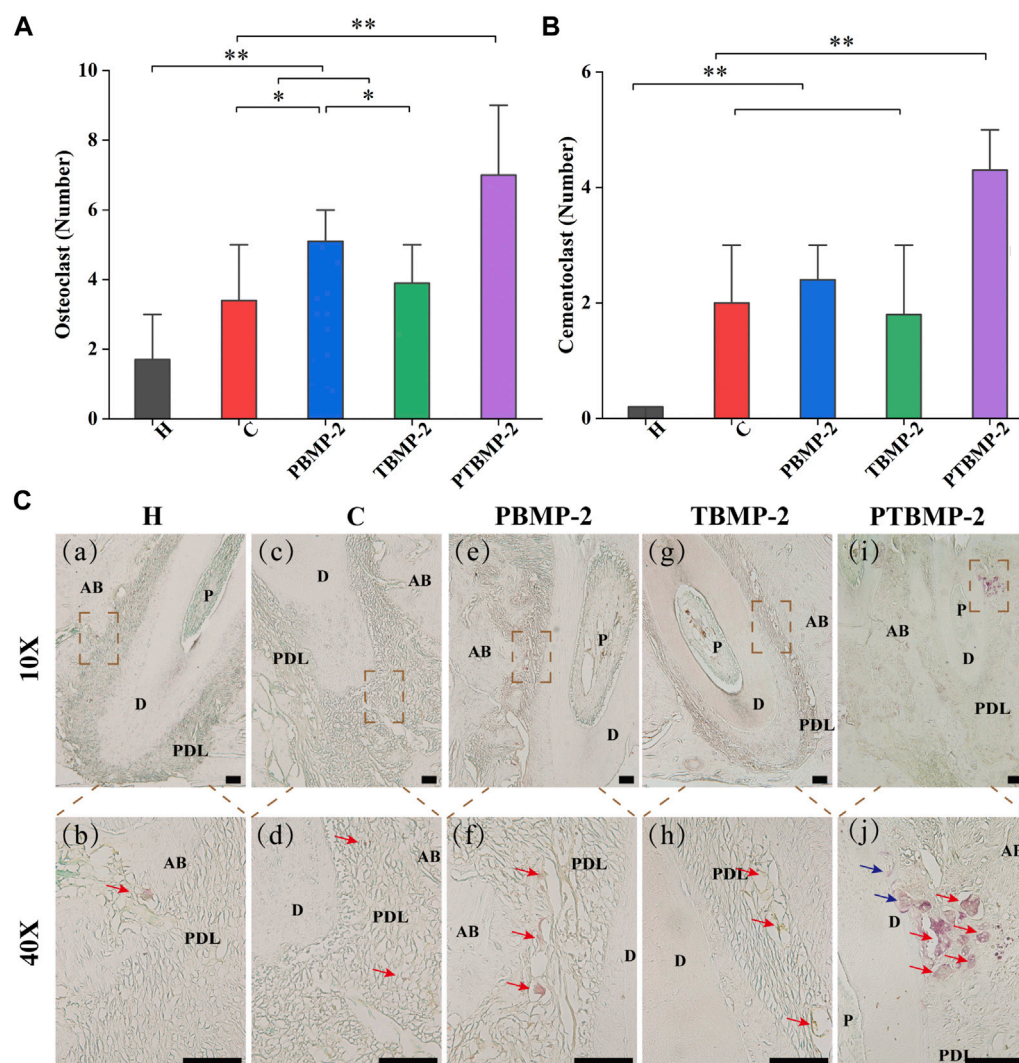 A
**
**
*
*
Osteoclast (Number)
10
8
6
4
2
0
H
C
PBMP-2
TBMP-2
PTBMP-2
B
**
**
Cementoclast (Number)
6
4
2
0
H
C
PBMP-2
TBMP-2
PTBMP-2
C
H
C
PBMP-2
TBMP-2
PTBMP-2
10X
(a)
AB
P
D
PDL
(c)
D
AB
PDL
(e)
AB
P
D
(g)
AB
P
D
PDL
(i)
P
AB
D
PDL
40X
(b)
AB
PDL
(d)
AB
D
PDL
(f)
PDL
AB
D
(h)
PDL
D
(j)
AB
D
P
PDL